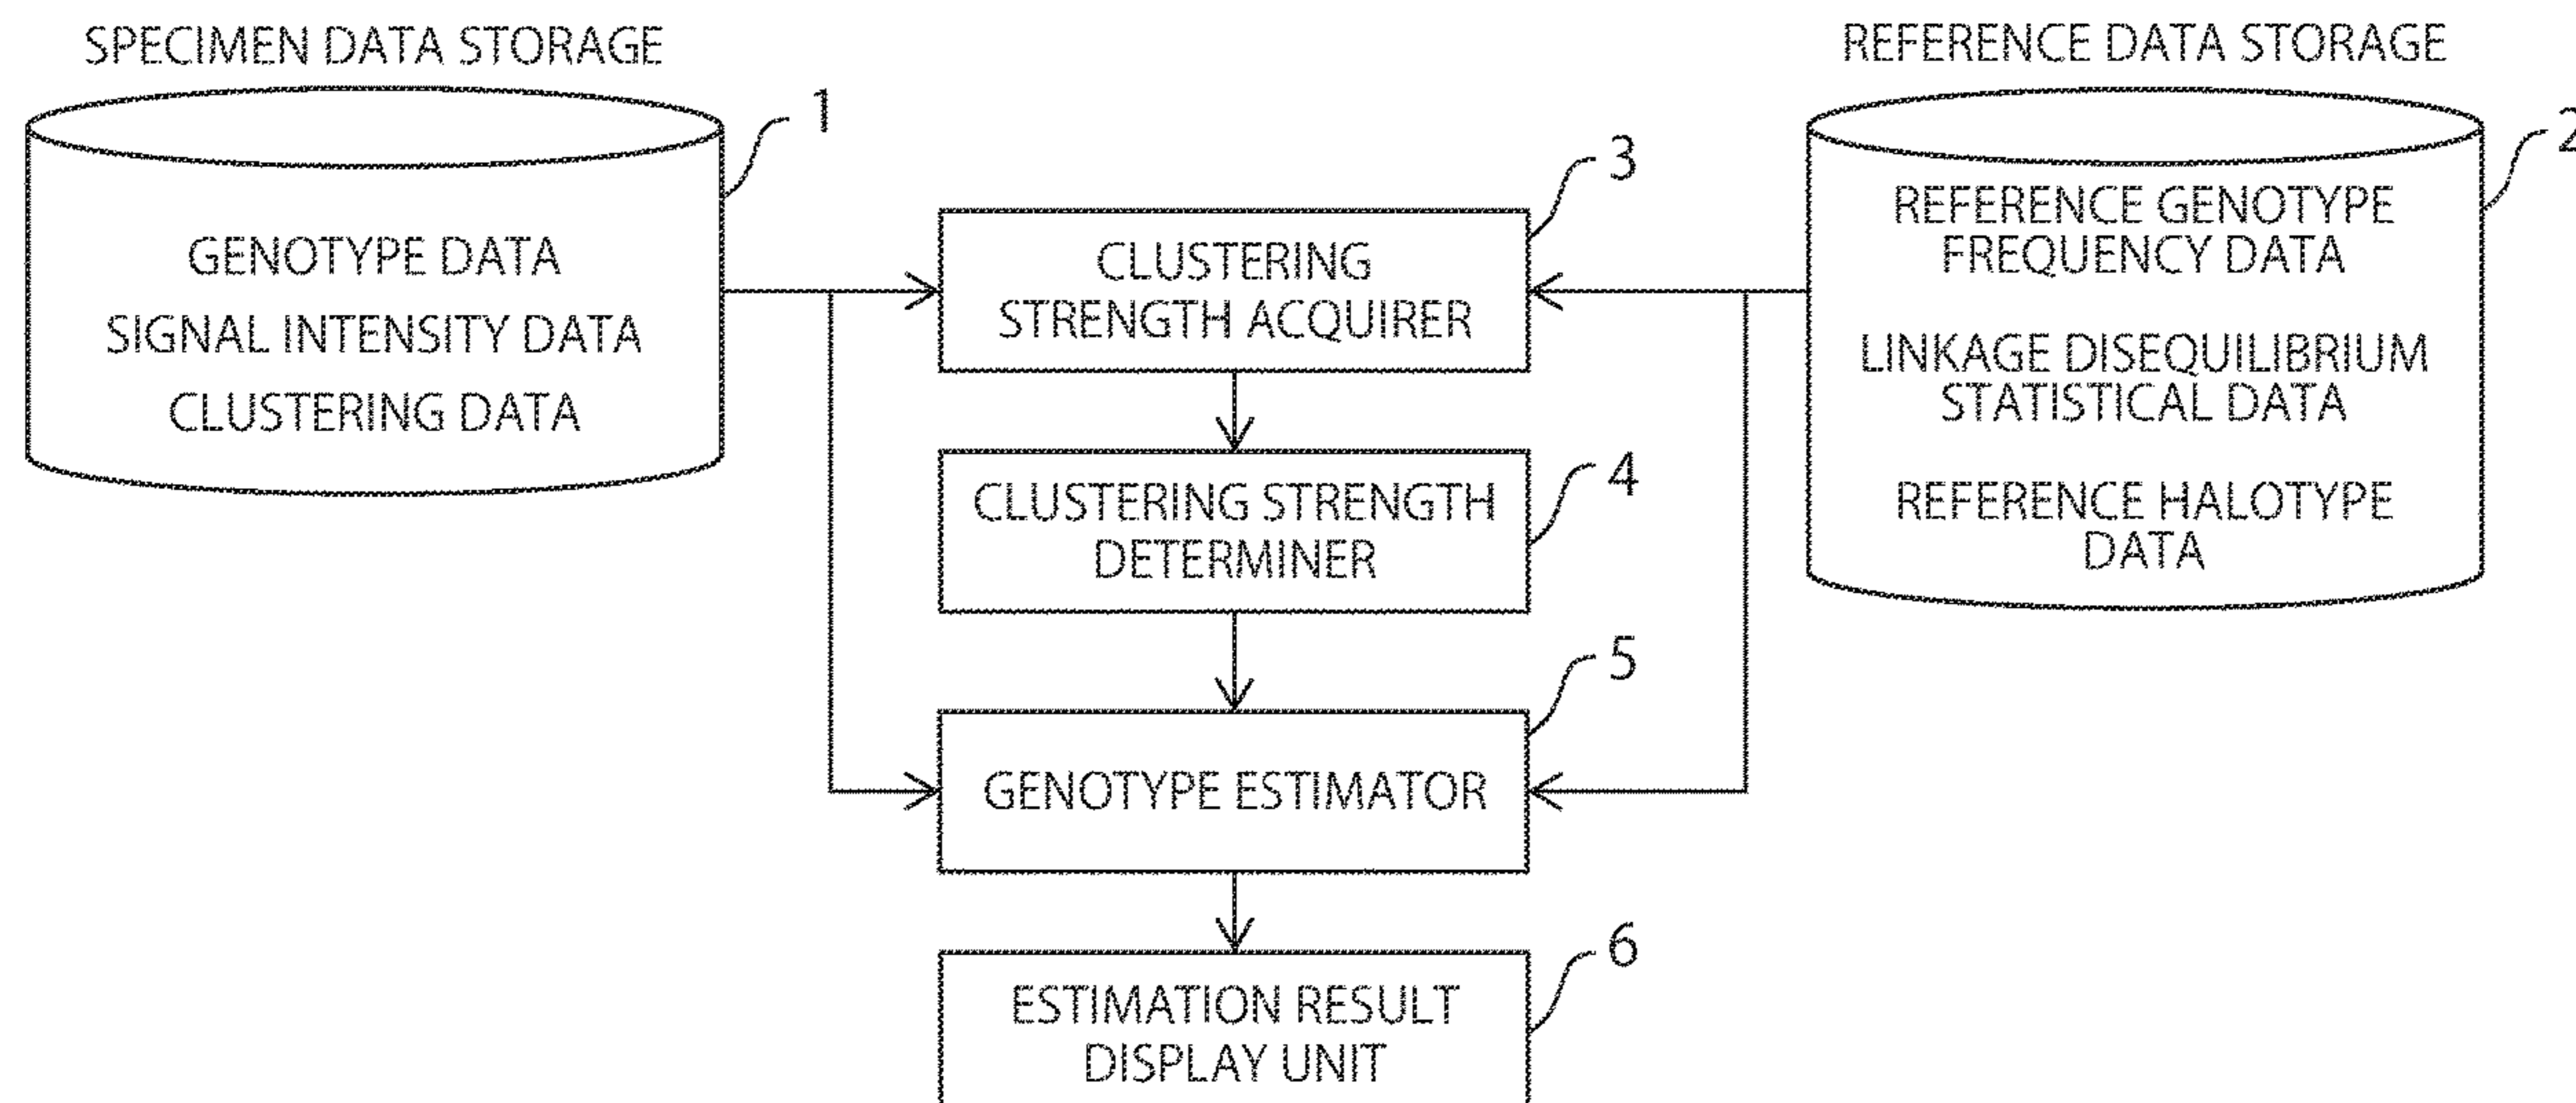 SPECIMEN DATA STORAGE
1
GENOTYPE DATA
SIGNAL INTENSITY DATA
CLUSTERING DATA
REFERENCE DATA STORAGE
2
REFERENCE GENOTYPE
FREQUENCY DATA
LINKAGE DISEQUILIBRIUM
STATISTICAL DATA
REFERENCE HALOTYPE
DATA
3
CLUSTERING
STRENGTH ACQUIRER
4
CLUSTERING STRENGTH
DETERMINER
5
GENOTYPE ESTIMATOR
6
ESTIMATION RESULT
DISPLAY UNIT